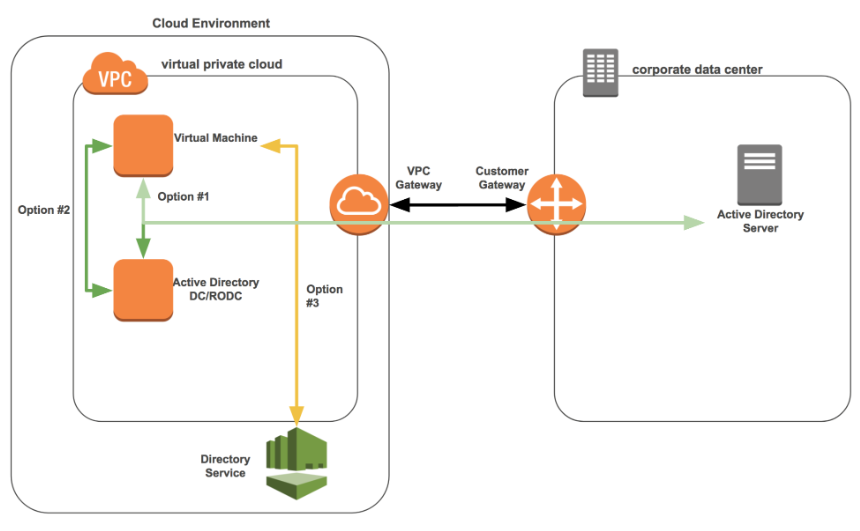 Cloud Environment
VPC
virtual private cloud
corporate data center
Virtual Machine
Option #1
Option #2
VPC
Gateway
Customer
Gateway
Active Directory
Server
Active Directory
DC/RODC
Option
#3
Directory
Service